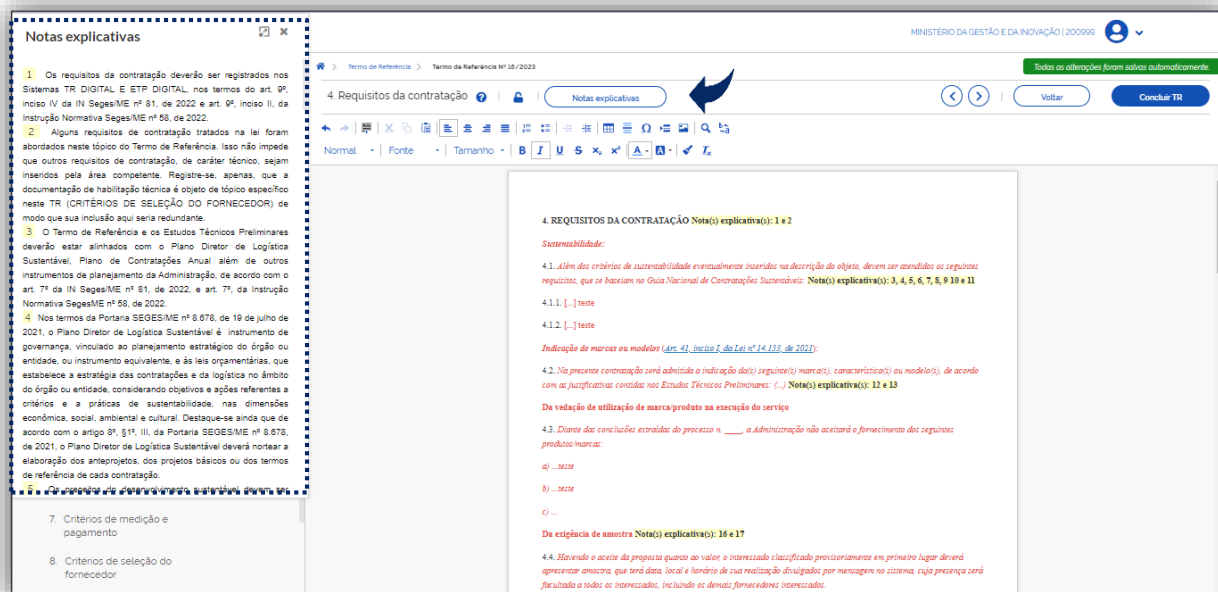 Notas explicativas
1 Os requisitos da contratação deverão ser registrados nos
Sistemas TR DIGITAL E ETP DIGITAL, nos termos do art. 9º,
inciso IV da IN Seges/ME nº 81, de 2022 e art. 9º, inciso II, da
Instrução Normativa Seges/ME nº 58, de 2022.
2 Alguns requisitos de contratação tratados na lei foram
abordados neste tópico do Termo de Referência. Isso não impede
que outros requisitos de contratação, de caráter técnico, sejam
inseridos pela área competente. Registre-se, apenas, que a
documentação de habilitação técnica é objeto de tópico específico
neste TR (CRITÉRIOS DE SELEÇÃO DO FORNECEDOR) de
modo que sua inclusão aqui seria redundante.
3 O Termo de Referência e os Estudos Técnicos Preliminares
deverão estar alinhados com o Plano Diretor de Logística
Sustentável, Plano de Contratações Anual além de outros
instrumentos de planejamento da Administração, de acordo com o
art. 7º da IN Seges/ME nº 81, de 2022, e art. 7º, da Instrução
Normativa SegesME nº 58, de 2022.
4 Nos termos da Portaria SEGES/ME nº 8.678, de 19 de julho de
2021, o Plano Diretor de Logística Sustentável é instrumento de
governança, vinculado ao planejamento estratégico do órgão ou
entidade, ou instrumento equivalente, e às leis orçamentárias, que
estabelece a estratégia das contratações e da logística no âmbito
do órgão ou entidade, considerando objetivos e ações referentes a
critérios e a práticas de sustentabilidade, nas dimensões
econômica, social, ambiental e cultural. Destaque-se ainda que de
acordo com o artigo 8º, §1º, III, da Portaria SEGES/ME nº 8.678,
de 2021, o Plano Diretor de Logística Sustentável deverá nortear a
elaboração dos anteprojetos, dos projetos básicos ou dos termos
de referência de cada contratação.
5 Os preceitos do desenvolvimento sustentável devem ser
7. Critérios de medição e
pagamento
8. Critérios de seleção do
fornecedor
MINISTÉRIO DA GESTÃO E DA INOVAÇÃO | 200999
Termo de Referência > Termo de Referência Nº 16/2023
Todas as alterações foram salvas automaticamente.
4. Requisitos da contratação
Notas explicativas
Voltar
Concluir TR
Normal
Fonte
Tamanho
B I U S x₂ x² A A Ix
4. REQUISITOS DA CONTRATAÇÃO Nota(s) explicativa(s): 1 e 2
Sustentabilidade:
4.1. Além dos critérios de sustentabilidade eventualmente inseridos na descrição do objeto, devem ser atendidos os seguintes
requisitos, que se baseiam no Guia Nacional de Contratações Sustentáveis: Nota(s) explicativa(s): 3, 4, 5, 6, 7, 8, 9 10 e 11
4.1.1. [...] teste
4.1.2. [...] teste
Indicação de marcas ou modelos (Art. 41, inciso I, da Lei nº 14.133, de 2021):
4.2. Na presente contratação será admitida a indicação da(s) seguinte(s) marca(s), característica(s) ou modelo(s), de acordo
com as justificativas contidas nos Estudos Técnicos Preliminares: (...) Nota(s) explicativa(s): 12 e 13
Da vedação de utilização de marca/produto na execução do serviço
4.3. Diante das conclusões extraídas do processo n. ____, a Administração não aceitará o fornecimento dos seguintes
produtos/marcas:
a) ...teste
b) ...teste
c) ...
Da exigência de amostra Nota(s) explicativa(s): 16 e 17
4.4. Havendo o aceite da proposta quanto ao valor, o interessado classificado provisoriamente em primeiro lugar deverá
apresentar amostra, que terá data, local e horário de sua realização divulgados por mensagem no sistema, cuja presença será
facultada a todos os interessados, incluindo os demais fornecedores interessados.